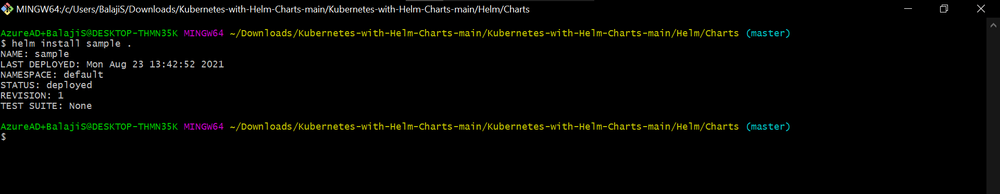 MINGW64:/c/Users/BalajiS/Downloads/Kubernetes-with-Helm-Charts-main/Kubernetes-with-Helm-Charts-main/Helm/Charts
AzureAD+BalajiS@DESKTOP-THMN35K MINGW64 ~/Downloads/Kubernetes-with-Helm-Charts-main/Kubernetes-with-Helm-Charts-main/Helm/Charts (master)
$ helm install sample .
NAME: sample
LAST DEPLOYED: Mon Aug 23 13:42:52 2021
NAMESPACE: default
STATUS: deployed
REVISION: 1
TEST SUITE: None
AzureAD+BalajiS@DESKTOP-THMN35K MINGW64 ~/Downloads/Kubernetes-with-Helm-Charts-main/Kubernetes-with-Helm-Charts-main/Helm/Charts (master)
$